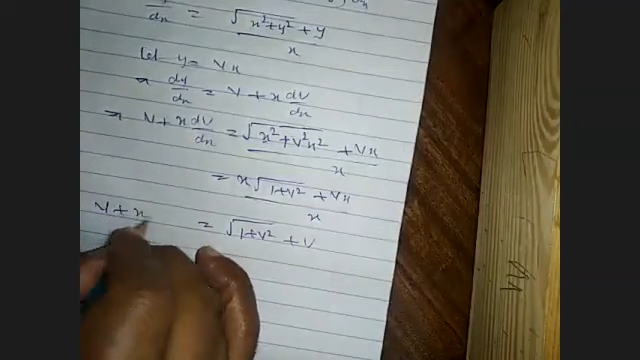 dy/dx = √(x²+y²) + y / x
Let y = vx
⇒ dy/dx = v + x dv/dx
⇒ v + x dv/dx = √(x²+v²x²) + vx / x
= x√(1+v²) + vx / x
v + x = √(1+v²) + v